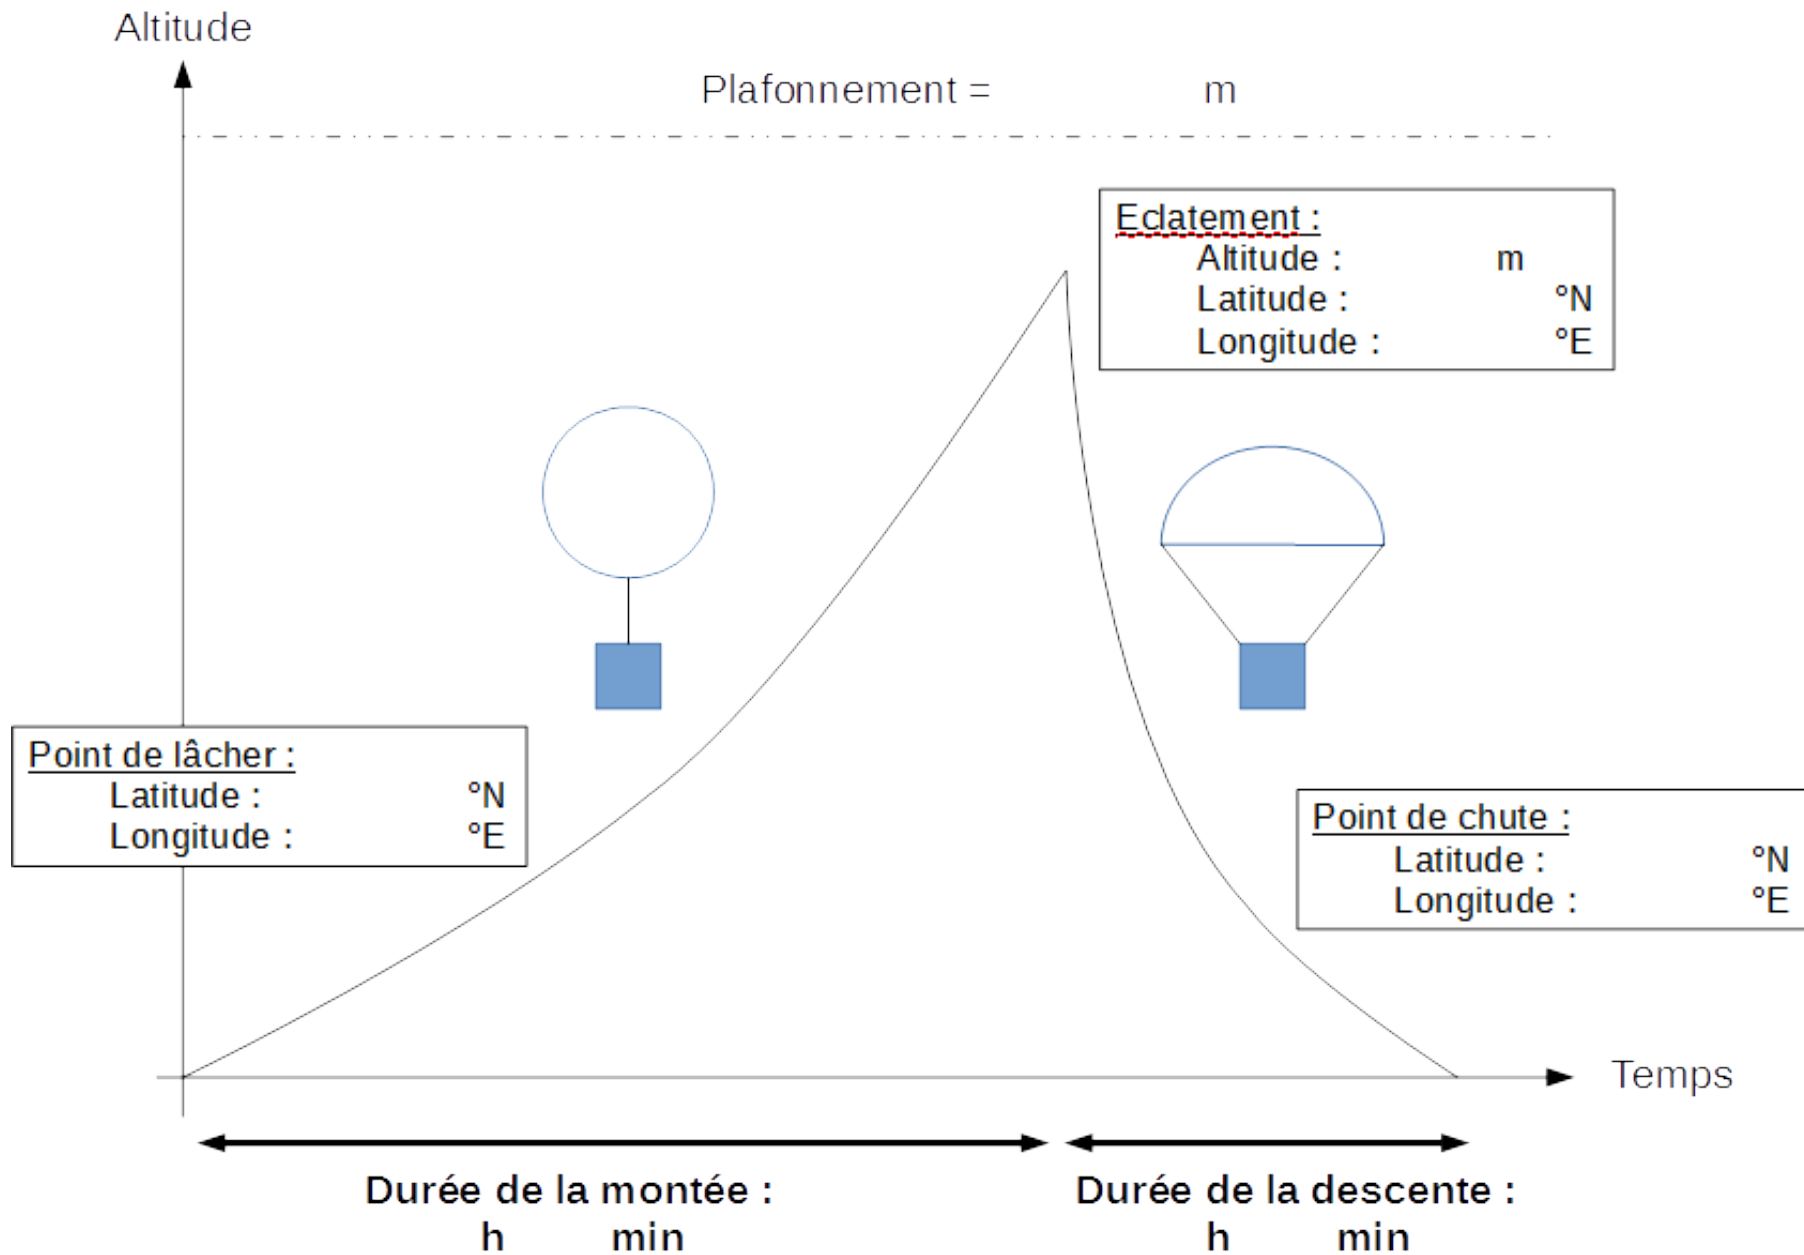 Altitude
Plafonnement = m
Eclatement :
Altitude : m
Latitude : °N
Longitude : °E
Point de lâcher :
Latitude : °N
Longitude : °E
Point de chute :
Latitude : °N
Longitude : °E
Temps
Durée de la montée :
h min
Durée de la descente :
h min